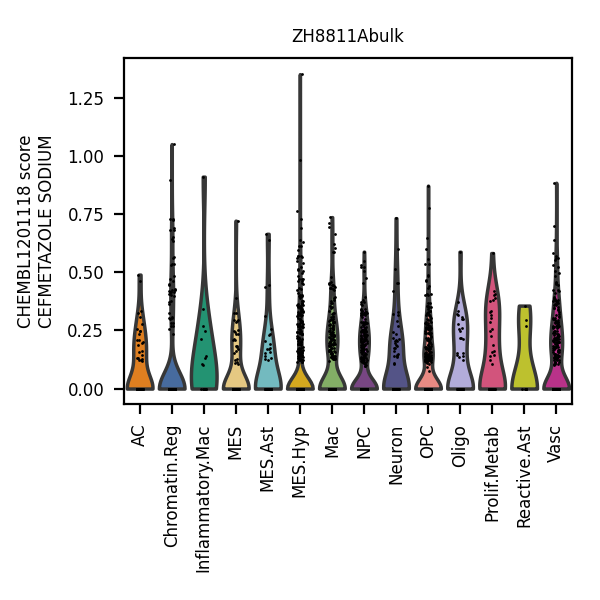 ZH8811Abulk
CHEMBL1201118 score
CEFMETAZOLE SODIUM
1.25
1.00
0.75
0.50
0.25
0.00
AC
Chromatin.Reg
Inflammatory.Mac
MES
MES.Ast
MES.Hyp
Mac
NPC
Neuron
OPC
Oligo
Prolif.Metab
Reactive.Ast
Vasc